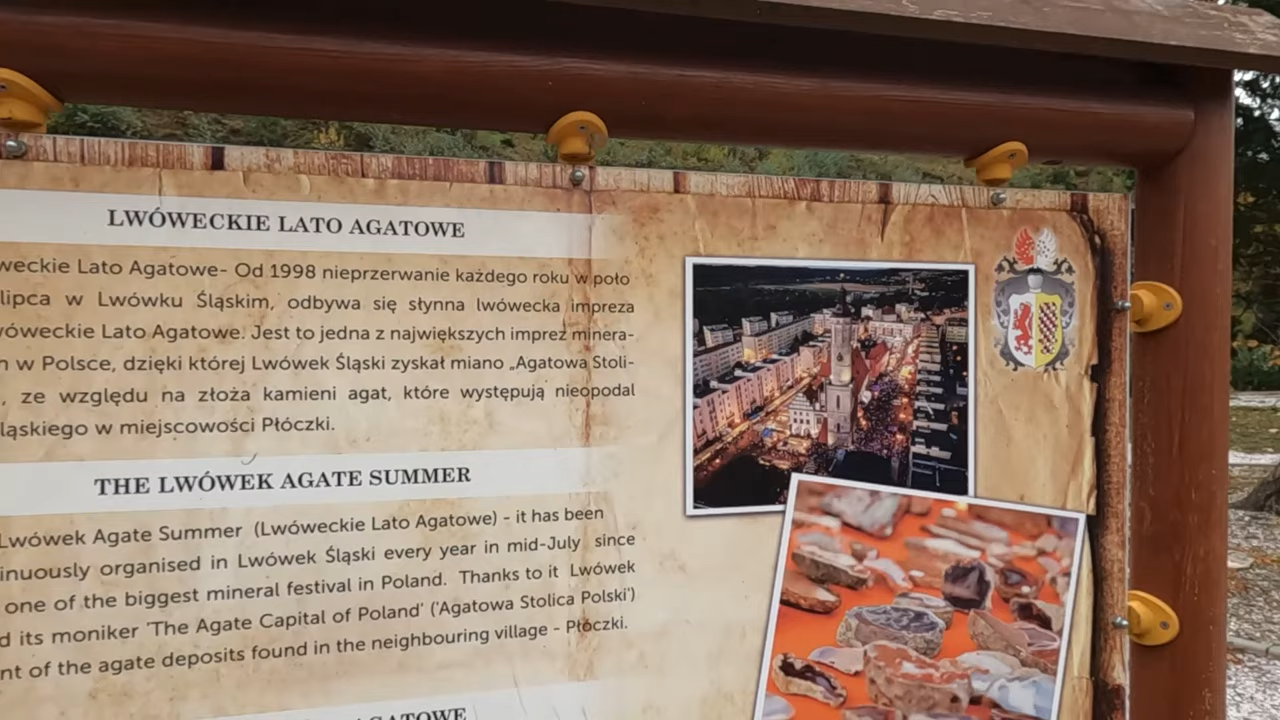 LWÓWECKIE LATO AGATOWE
weckie Lato Agatowe- Od 1998 nieprzerwanie każdego roku w poło
lipca w Lwówku Śląskim, odbywa się słynna lwówecka impreza
wóweckie Lato Agatowe. Jest to jedna z największych imprez minera-
w Polsce, dzięki której Lwówek Śląski zyskał miano „Agatowa Stoli-
, ze względu na złoża kamieni agat, które występują nieopodal
ląskiego w miejscowości Płóczki.
THE LWÓWEK AGATE SUMMER
Lwówek Agate Summer (Lwóweckie Lato Agatowe) - it has been
inuously organised in Lwówek Śląski every year in mid-July since
one of the biggest mineral festival in Poland. Thanks to it Lwówek
d its moniker 'The Agate Capital of Poland' ('Agatowa Stolica Polski')
nt of the agate deposits found in the neighbouring village - Płóczki.
AGATOWE